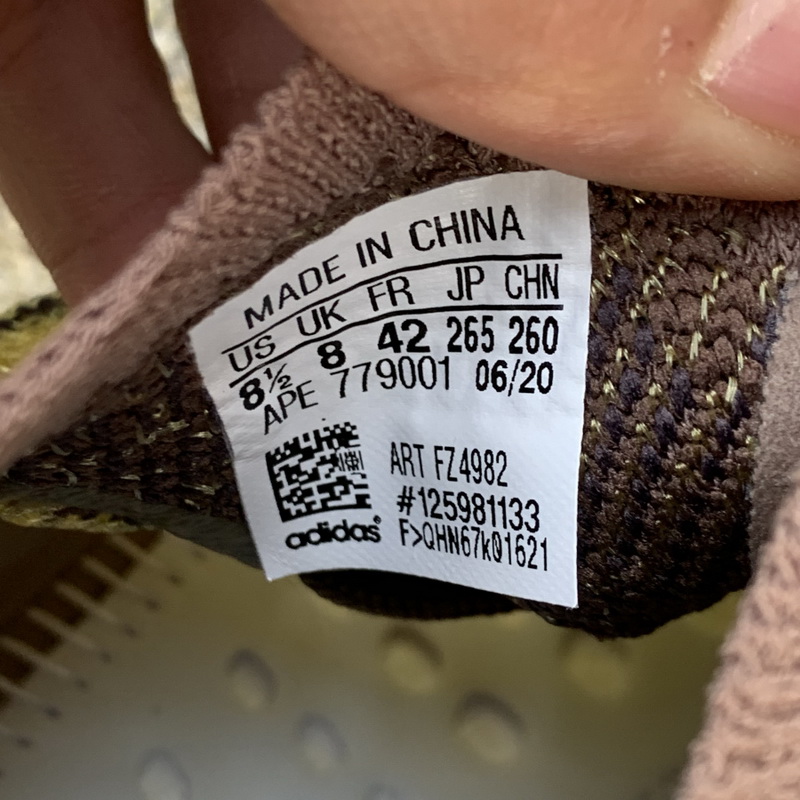 MADE IN CHINA
US UK FR JP CHN
8½ 8 42 265 260
APE 779001 06/20
ART FZ4982
#125981133
F>QHN67k01621
adidas®